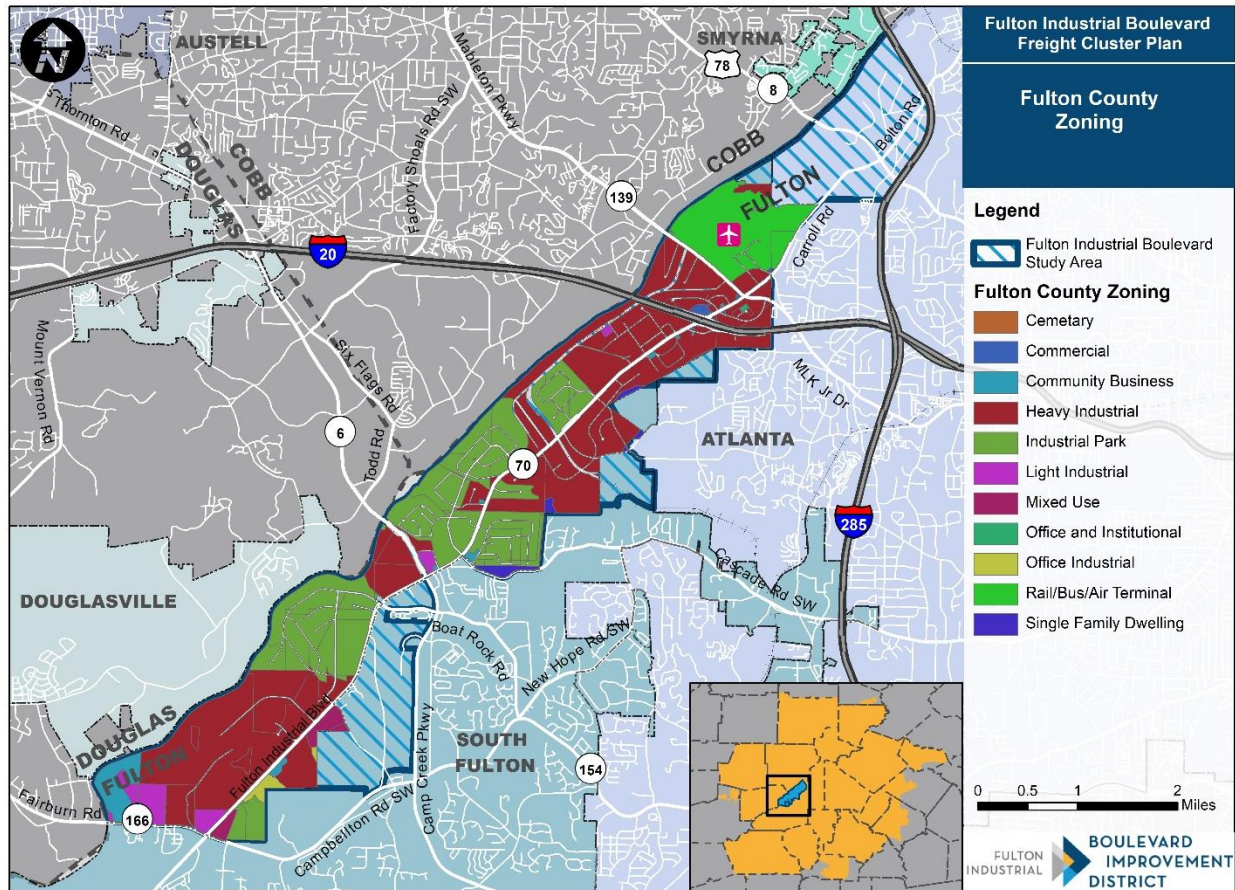 Fulton Industrial Boulevard
Freight Cluster Plan
Fulton County
Zoning
Legend
Fulton Industrial Boulevard
Study Area
Fulton County Zoning
Cemetary
Commercial
Community Business
Heavy Industrial
Industrial Park
Light Industrial
Mixed Use
Office and Institutional
Office Industrial
Rail/Bus/Air Terminal
Single Family Dwelling
0 0.5 1 2
Miles
FULTON
INDUSTRIAL
BOULEVARD
IMPROVEMENT
DISTRICT
N
AUSTELL
SMYRNA
78
8
Thornton Rd
Mableton Pkwy
Factory Shoals Rd SW
Bolton Rd
COBB
DOUGLAS
COBB
FULTON
139
Carroll Rd
20
Mount Vernon Rd
Six Flags Rd
MLK Jr Dr
6
Todd Rd
ATLANTA
70
285
Cascade Rd SW
DOUGLASVILLE
Boat Rock Rd
New Hope Rd SW
DOUGLAS
FULTON
Fulton Industrial Blvd
Camp Creek Pkwy
SOUTH
FULTON
154
Fairburn Rd
166
Campbellton Rd SW